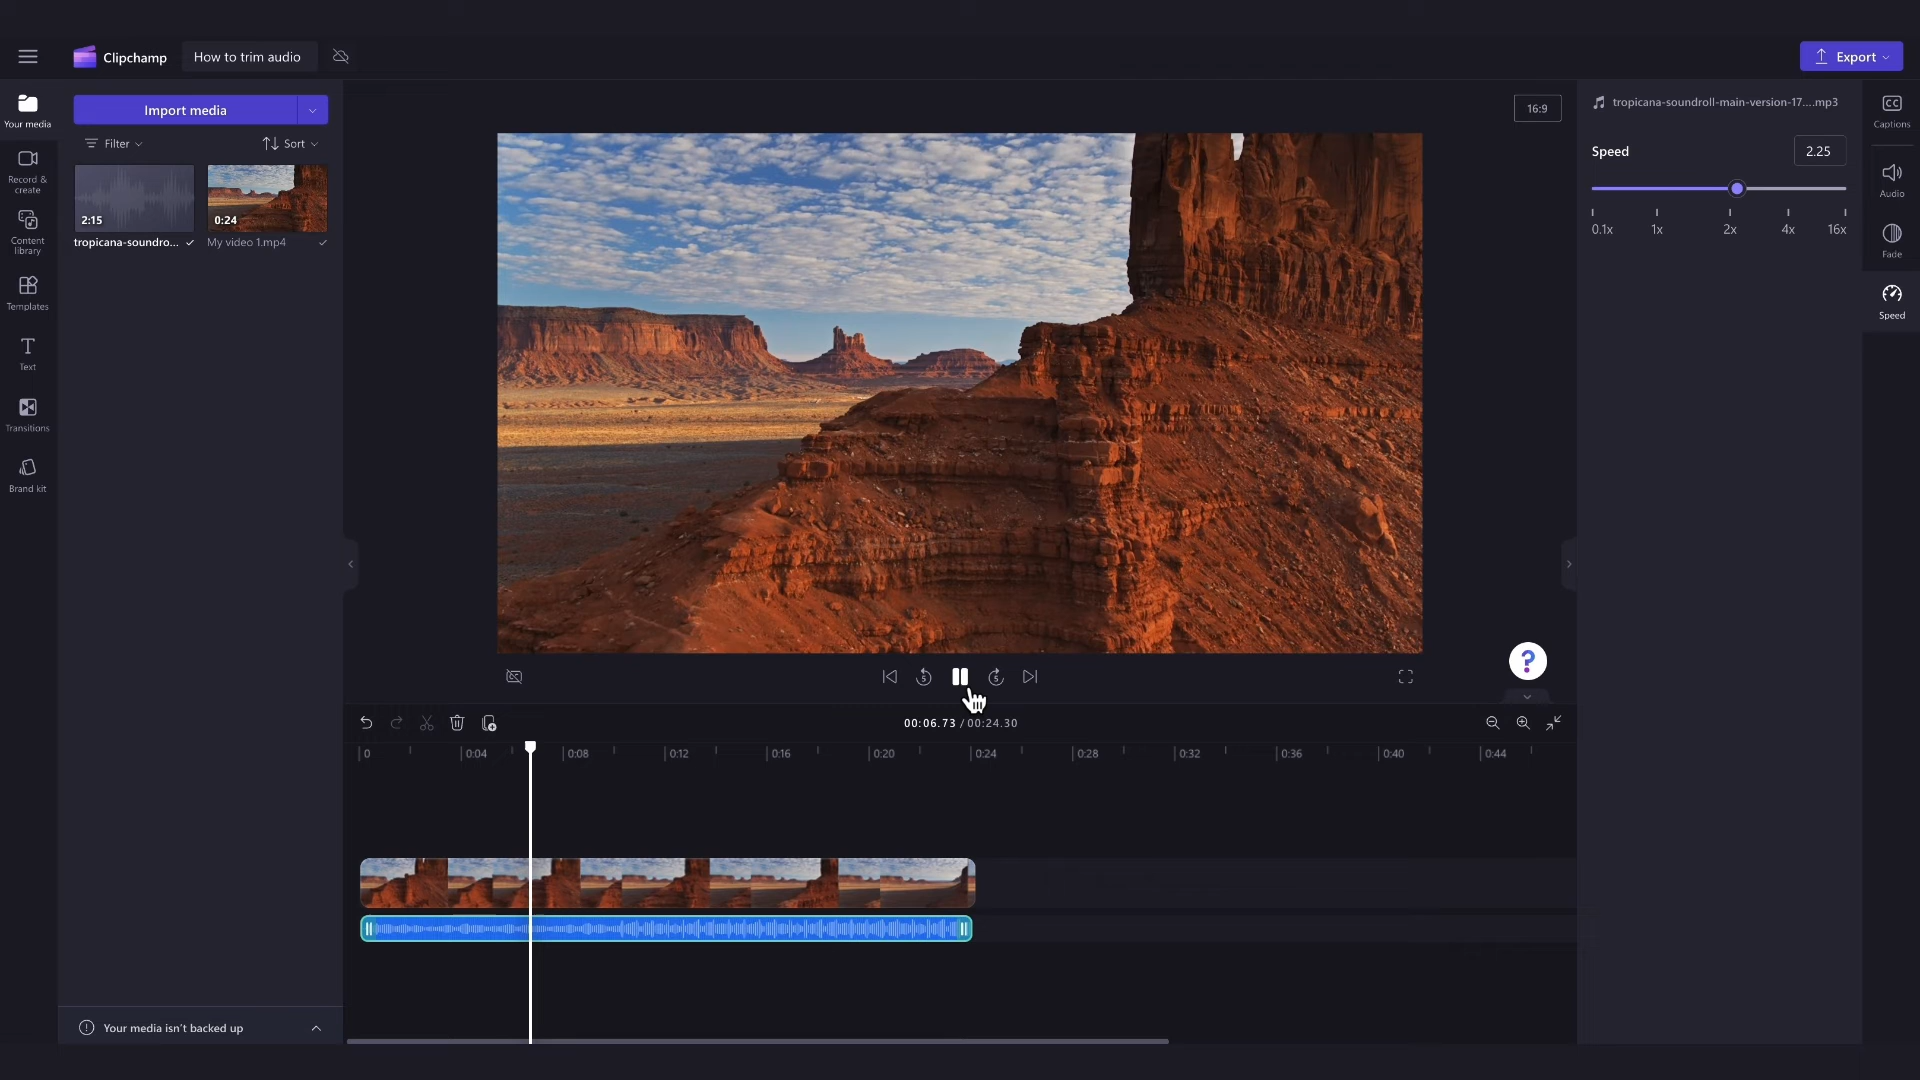 Clipchamp
How to trim audio
Export
Your media
Import media
16:9
tropicana-soundroll-main-version-17....mp3
Captions
Filter
Sort
Speed
2.25
Record &
create
2:15
0:24
Audio
tropicana-soundro...
My video 1.mp4
0.1x 1x 2x 4x 16x
Content
library
Fade
Templates
Speed
Text
Transitions
Brand kit
5
5
?
00:06.73 / 00:24.30
0 0:04 0:08 0:12 0:16 0:20 0:24 0:28 0:32 0:36 0:40 0:44
Your media isn't backed up